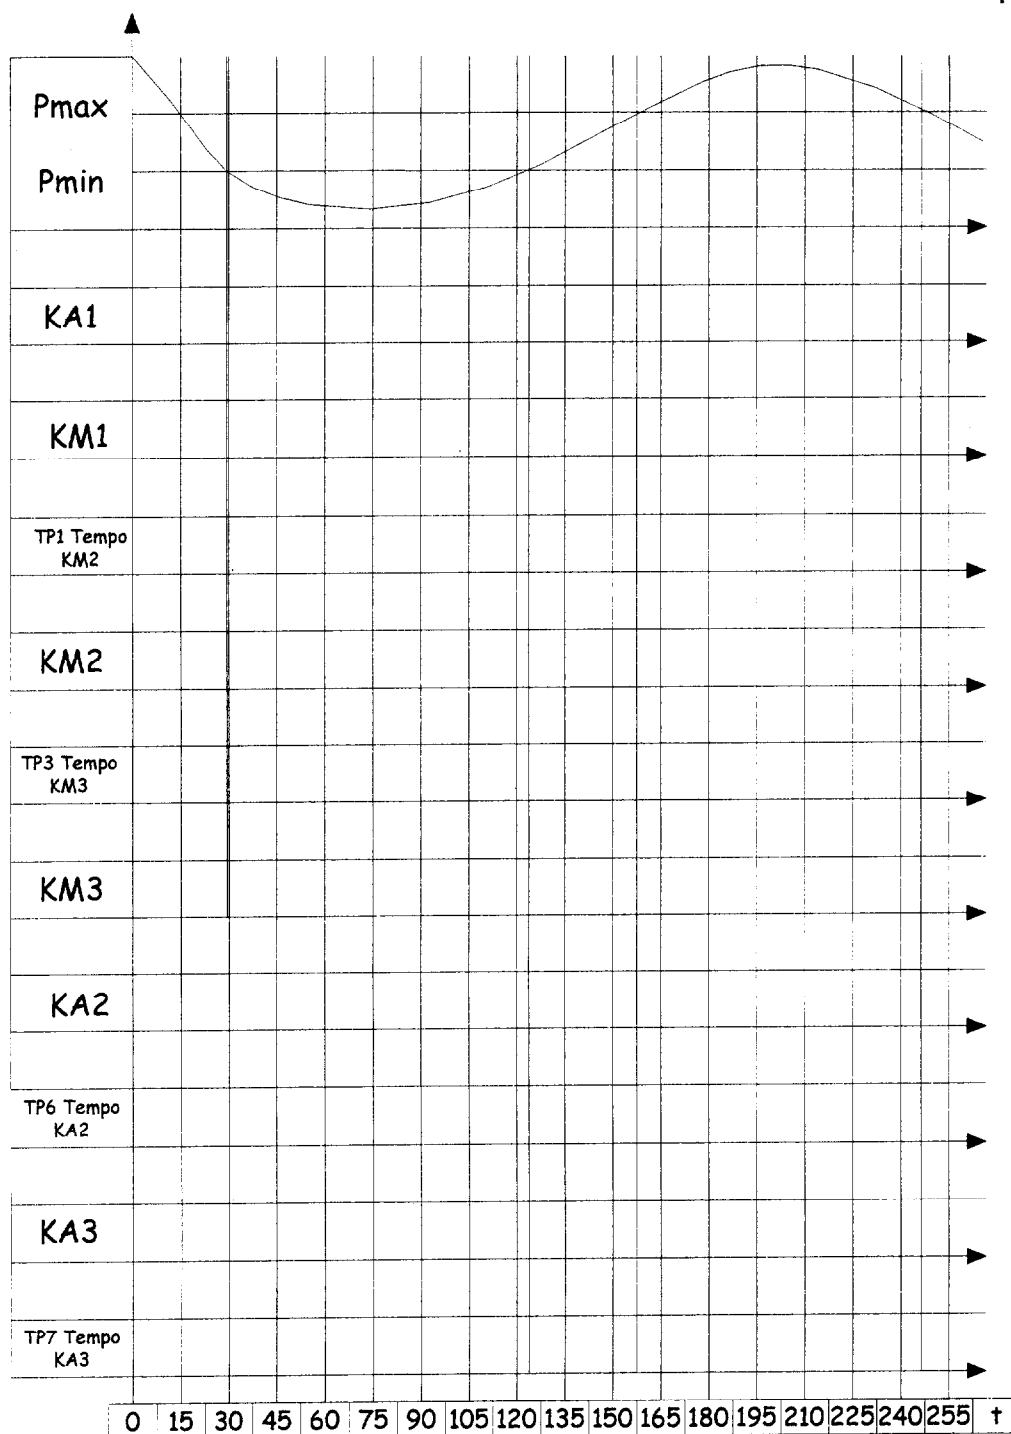 Pmax
Pmin
KA1
KM1
TP1 Tempo
KM2
KM2
TP3 Tempo
KM3
KM3
KA2
TP6 Tempo
KA2
KA3
TP7 Tempo
KA3
0 15 30 45 60 75 90 105 120 135 150 165 180 195 210 225 240 255 t